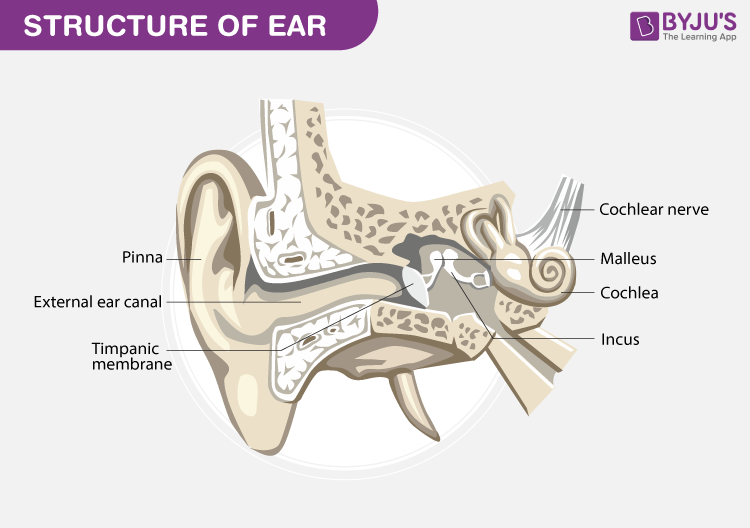 STRUCTURE OF EAR
BYJU'S
The Learning App
Cochlear nerve
Pinna
Malleus
External ear canal
Cochlea
Timpanic
membrane
Incus